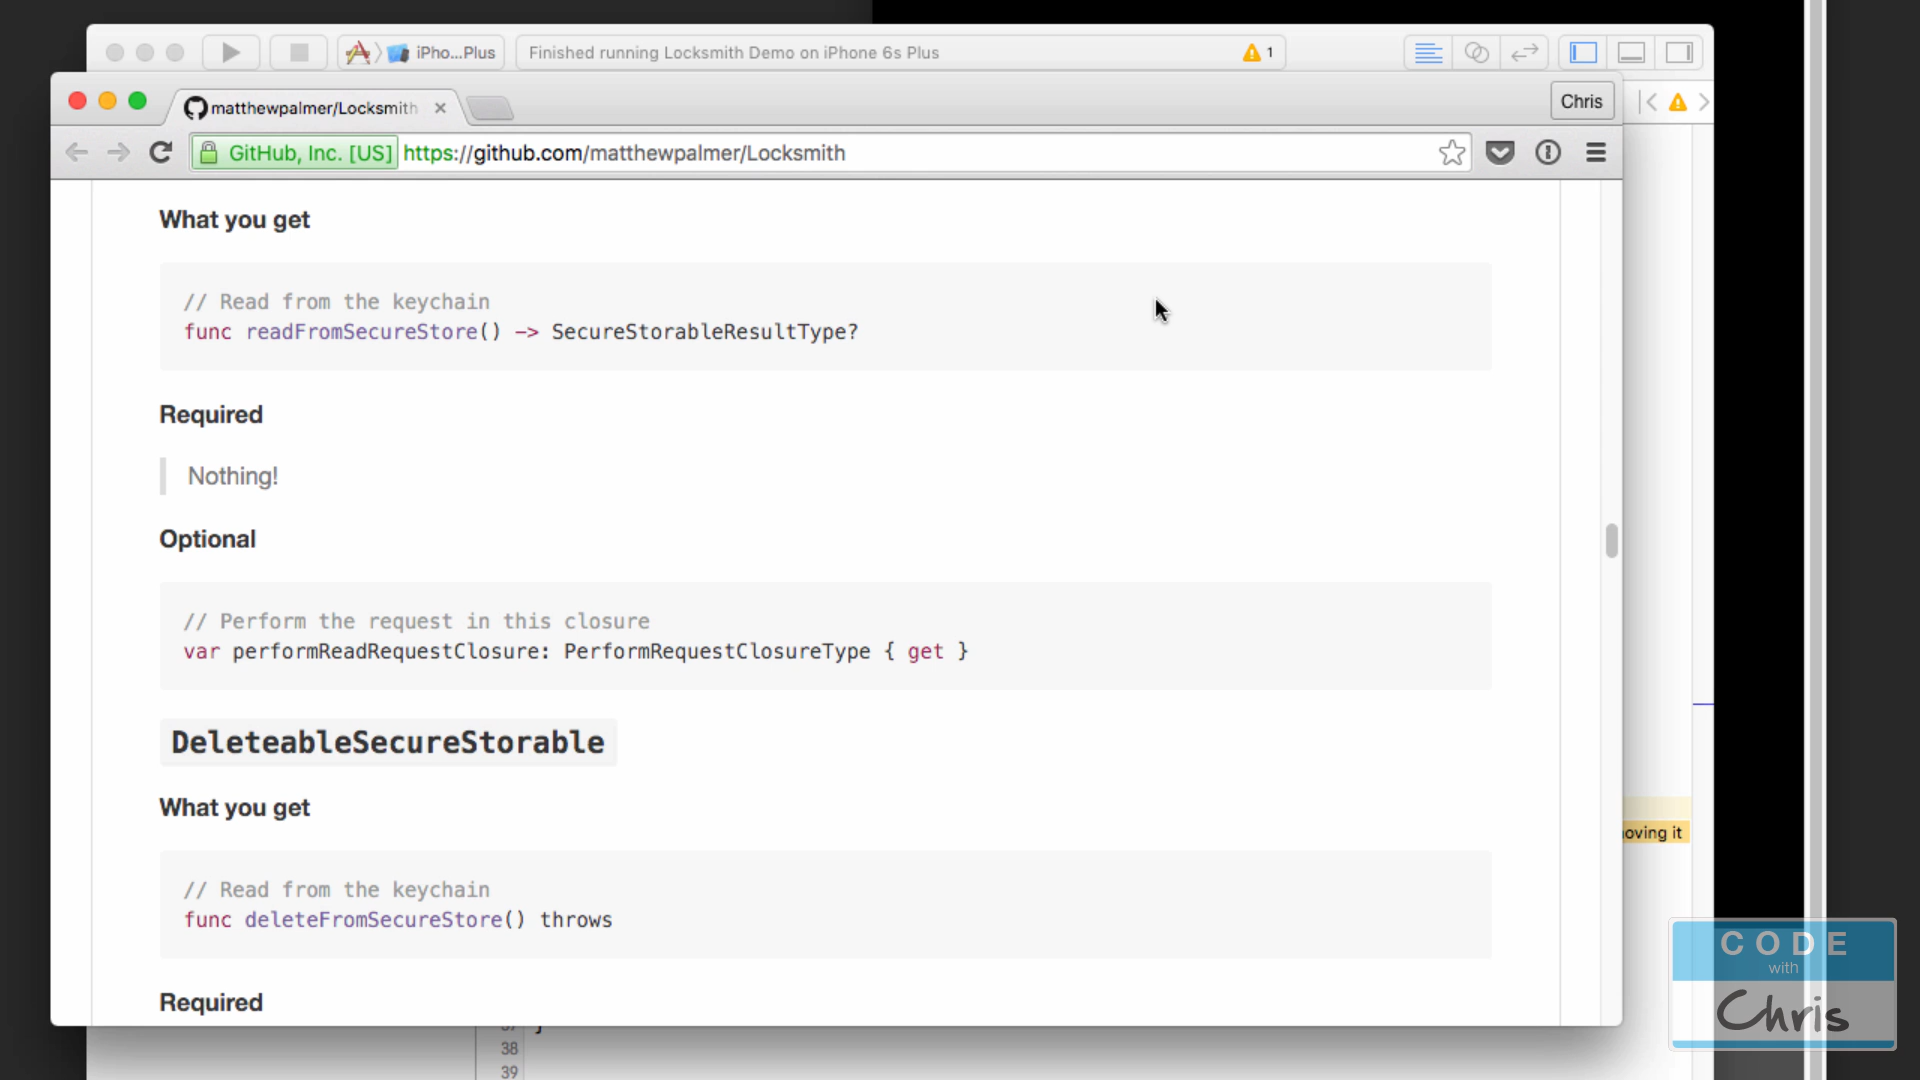 iPho...Plus
Finished running Locksmith Demo on iPhone 6s Plus
1
matthewpalmer/Locksmith
Chris
GitHub, Inc. [US]
https://github.com/matthewpalmer/Locksmith
What you get
// Read from the keychain
func readFromSecureStore() -> SecureStorableResultType?
Required
Nothing!
Optional
// Perform the request in this closure
var performReadRequestClosure: PerformRequestClosureType { get }
DeleteableSecureStorable
What you get
oving it
// Read from the keychain
func deleteFromSecureStore() throws
Required
38
39
CODE
with
Chris